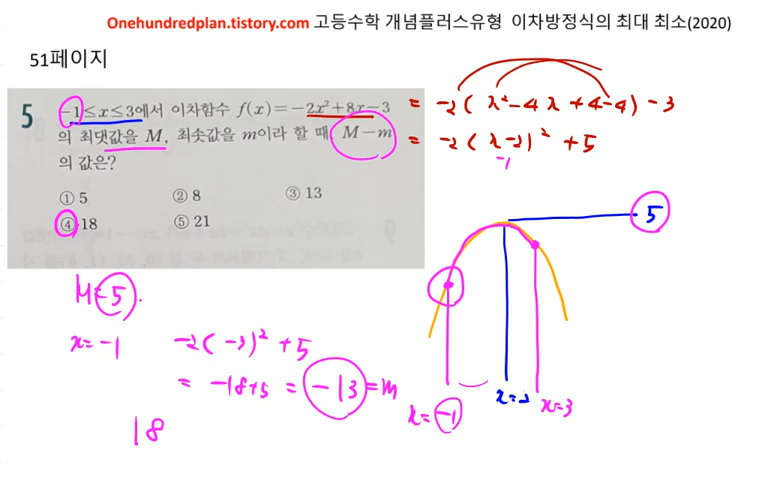 Onehundredplan.tistory.com 고등수학 개념플러스유형 이차방정식의 최대 최소(2020)
51페이지
5 -1≤x≤3에서 이차함수 f(x)=-2x²+8x-3
의 최댓값을 M, 최솟값을 m이라 할 때, M-m
의 값은?
① 5 ② 8 ③ 13
④ 18 ⑤ 21
= -2(x²-4x+4-4)-3
= -2(x-2)²+5
-1
5
M=5.
x=-1 -2(-3)²+5
= -18+5 = -13 = m
18
x=-1
x=2
x=3